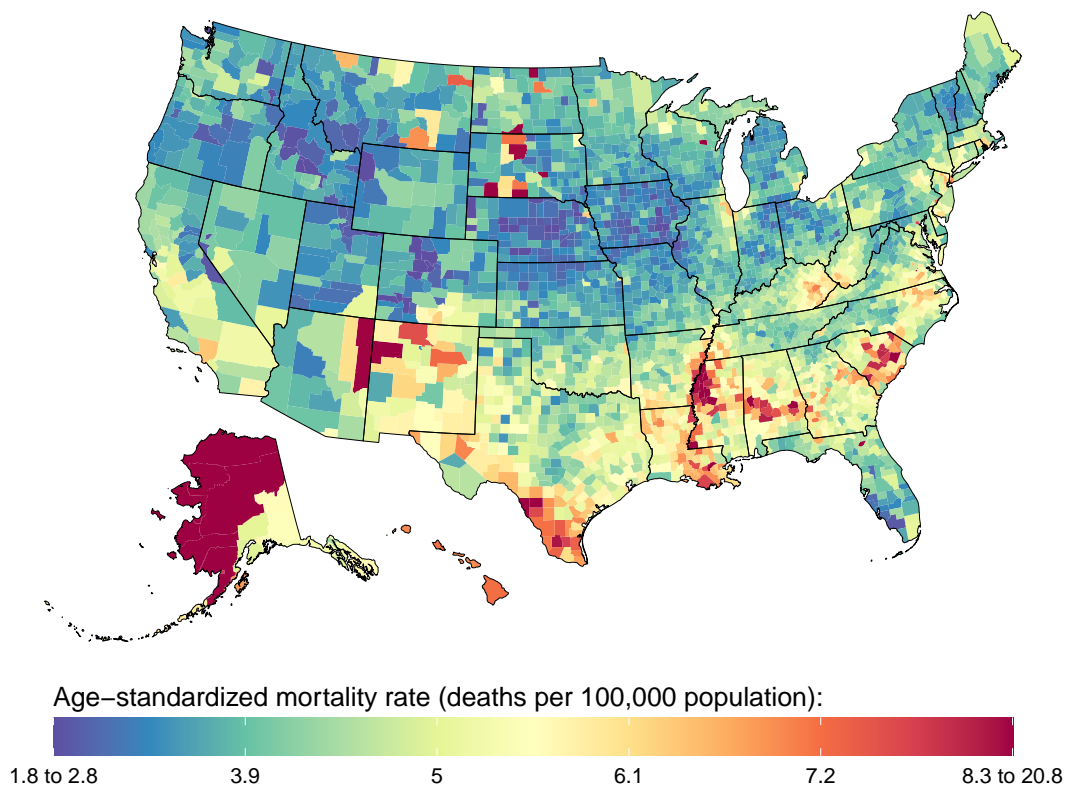 Age−standardized mortality rate (deaths per 100,000 population):
1.8 to 2.8 3.9 5 6.1 7.2 8.3 to 20.8